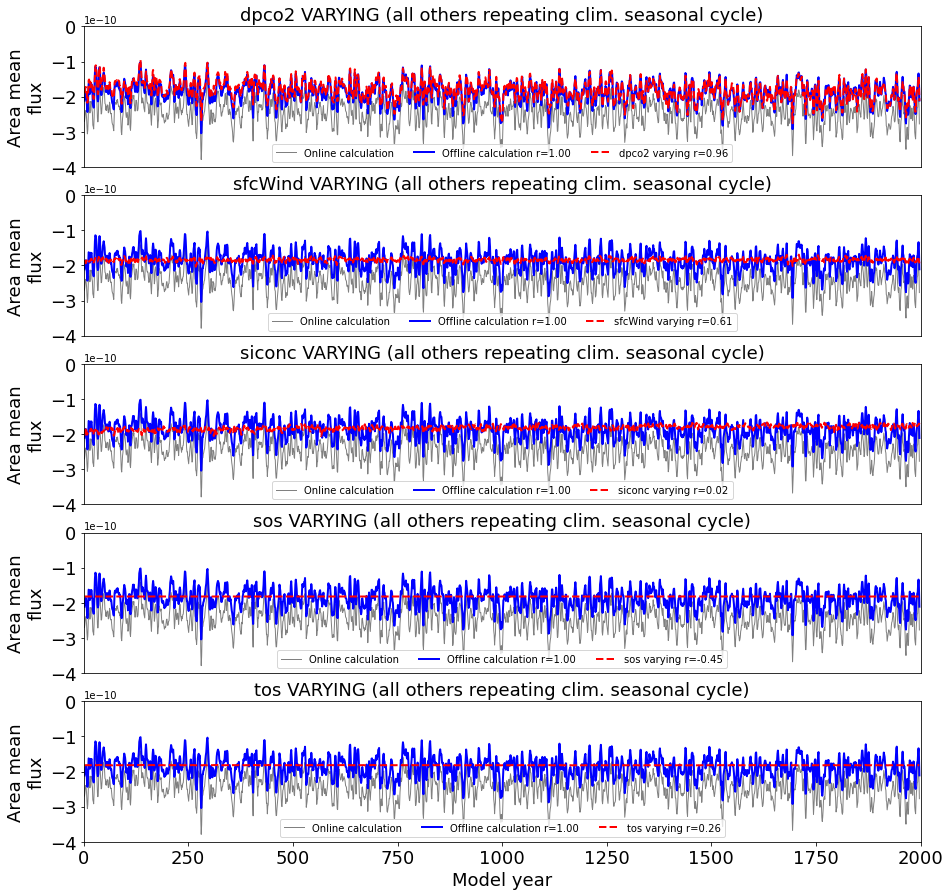 dpco2 VARYING (all others repeating clim. seasonal cycle)
1e−10
0
−1
−2
−3
−4
Area mean
flux
Online calculation
Offline calculation r=1.00
dpco2 varying r=0.96
sfcWind VARYING (all others repeating clim. seasonal cycle)
1e−10
0
−1
−2
−3
−4
Area mean
flux
Online calculation
Offline calculation r=1.00
sfcWind varying r=0.61
siconc VARYING (all others repeating clim. seasonal cycle)
1e−10
0
−1
−2
−3
−4
Area mean
flux
Online calculation
Offline calculation r=1.00
siconc varying r=0.02
sos VARYING (all others repeating clim. seasonal cycle)
1e−10
0
−1
−2
−3
−4
Area mean
flux
Online calculation
Offline calculation r=1.00
sos varying r=-0.45
tos VARYING (all others repeating clim. seasonal cycle)
1e−10
0
−1
−2
−3
−4
Area mean
flux
Online calculation
Offline calculation r=1.00
tos varying r=0.26
0 250 500 750 1000 1250 1500 1750 2000
Model year